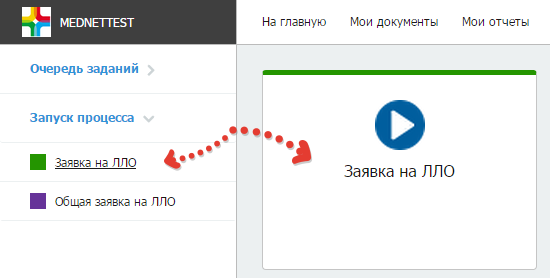 MEDNETTEST
На главную Мои документы Мои отчеты
Очередь заданий
Запуск процесса
Заявка на ЛЛО
Общая заявка на ЛЛО
Заявка на ЛЛО